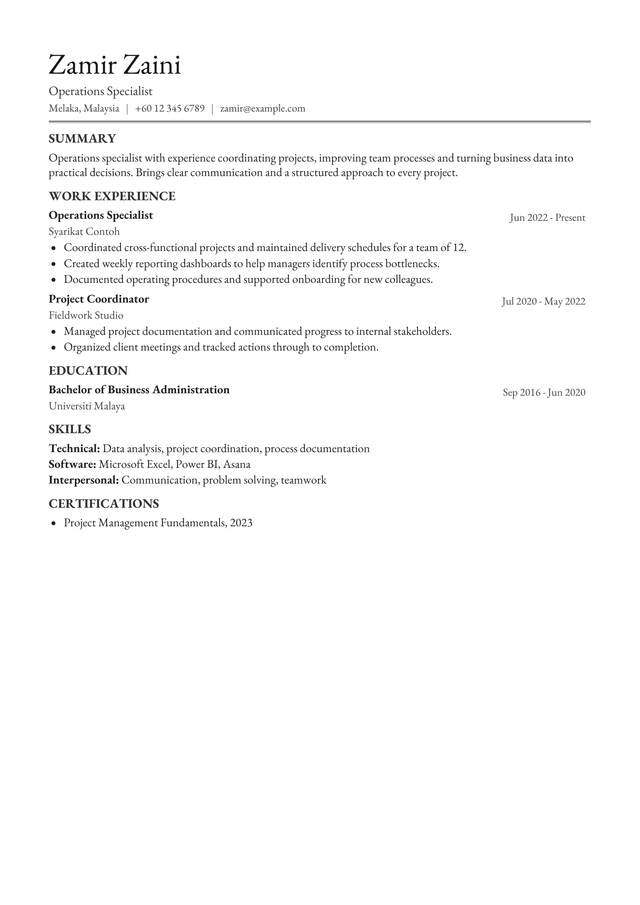 Zamir Zaini
Operations Specialist
Melaka, Malaysia | +60 12 345 6789 | zamir@example.com
SUMMARY
Operations specialist with experience coordinating projects, improving team processes and turning business data into
practical decisions. Brings clear communication and a structured approach to every project.
WORK EXPERIENCE
Operations Specialist
Jun 2022 - Present
Syarikat Contoh
• Coordinated cross-functional projects and maintained delivery schedules for a team of 12.
• Created weekly reporting dashboards to help managers identify process bottlenecks.
• Documented operating procedures and supported onboarding for new colleagues.
Project Coordinator
Jul 2020 - May 2022
Fieldwork Studio
• Managed project documentation and communicated progress to internal stakeholders.
• Organized client meetings and tracked actions through to completion.
EDUCATION
Bachelor of Business Administration
Sep 2016 - Jun 2020
Universiti Malaya
SKILLS
Technical: Data analysis, project coordination, process documentation
Software: Microsoft Excel, Power BI, Asana
Interpersonal: Communication, problem solving, teamwork
CERTIFICATIONS
• Project Management Fundamentals, 2023